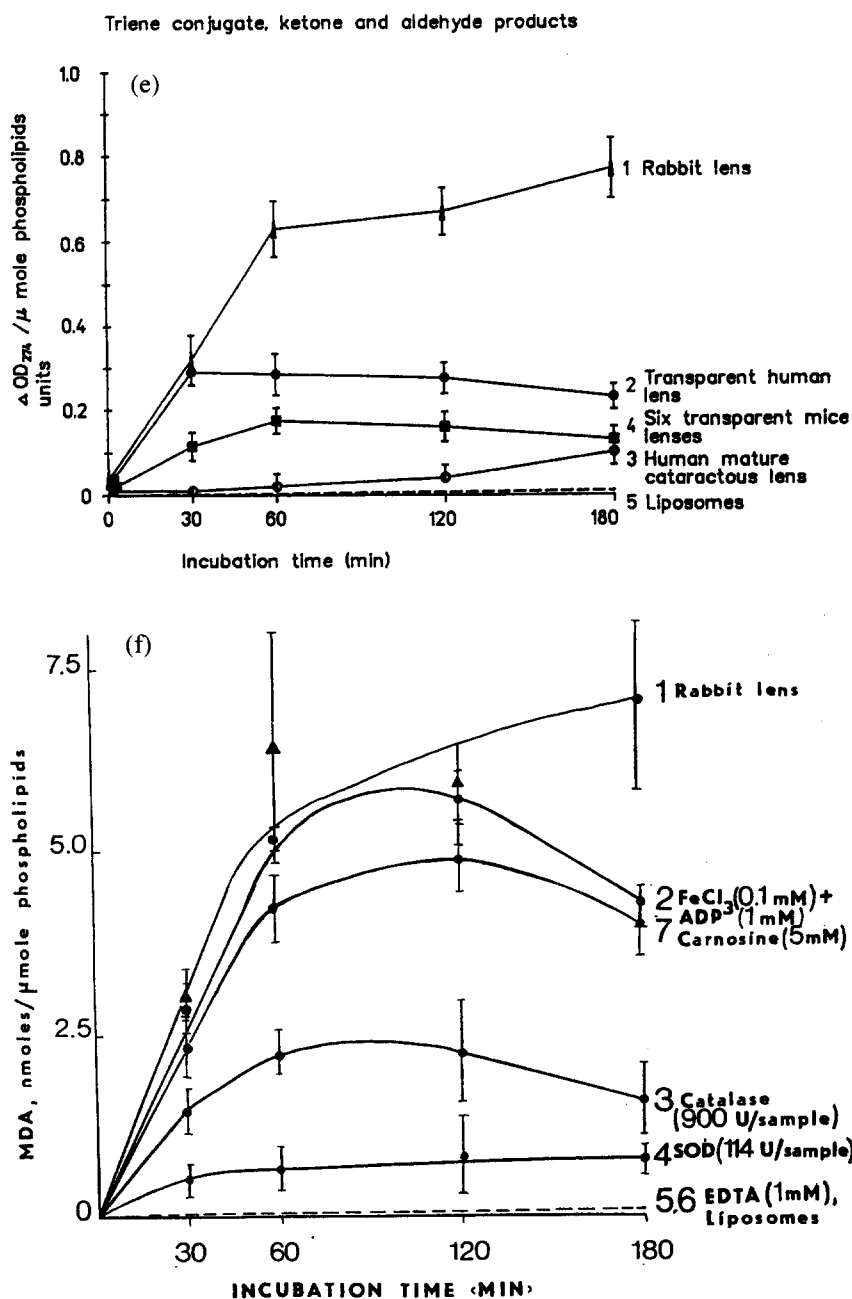 Triene conjugate, ketone and aldehyde products
(e)
1.0
0.8
0.6
0.4
0.2
0
Δ OD₂₇₄ /μ mole phospholipids
units
0
30
60
120
180
Incubation time (min)
1 Rabbit lens
2 Transparent human
lens
4 Six transparent mice
lenses
3 Human mature
cataractous lens
5 Liposomes
(f)
7.5
5.0
2.5
0
MDA, nmoles/μmole phospholipids
30
60
120
180
INCUBATION TIME ‹MIN›
1 Rabbit lens
2 FeCl₃(0.1 mM)+
ADP³(1mM)
7 Carnosine(5mM)
3 Catalase
(900 U/sample)
4 SOD(114 U/sample)
5,6 EDTA(1mM),
Liposomes